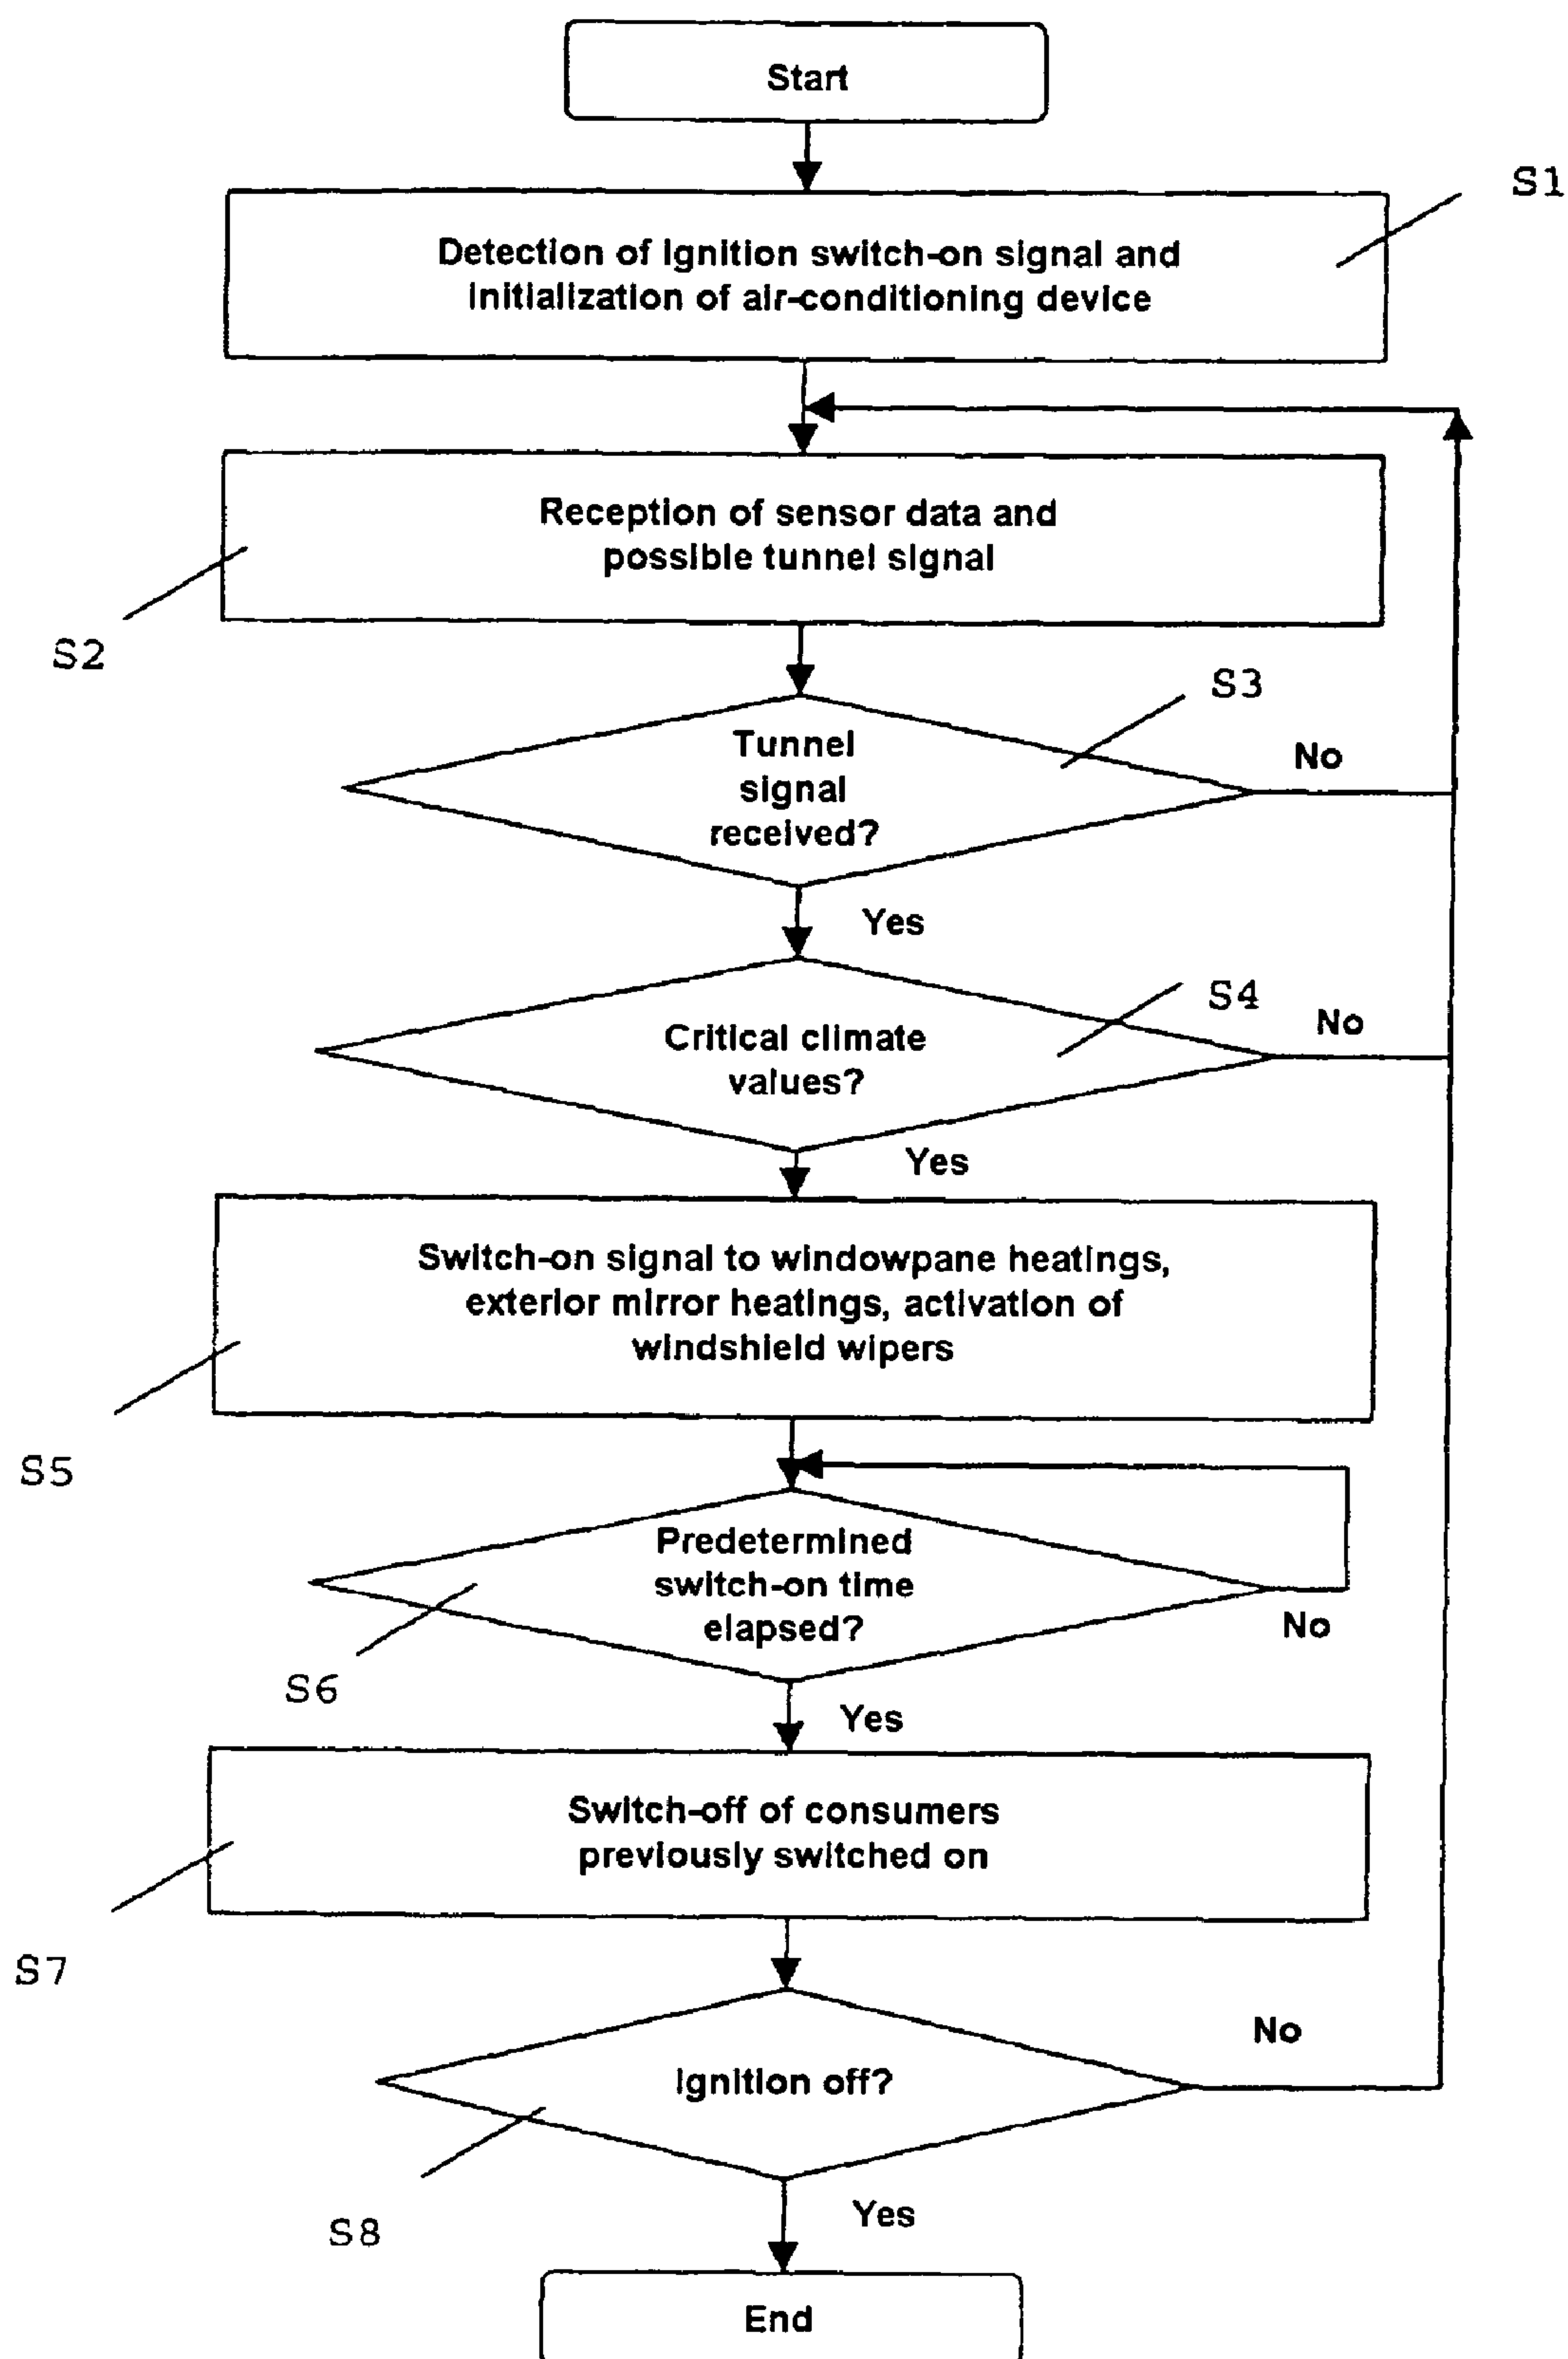 Start
S1
Detection of Ignition switch-on signal and
initialization of air-conditioning device
Reception of sensor data and
possible tunnel signal
S2
S3
Tunnel
signal
received?
No
Yes
S4
Critical climate
values?
No
Yes
Switch-on signal to windowpane heatings,
exterior mirror heatings, activation of
windshield wipers
S5
Predetermined
switch-on time
elapsed?
No
S6
Yes
Switch-off of consumers
previously switched on
S7
Ignition off?
No
S8
Yes
End